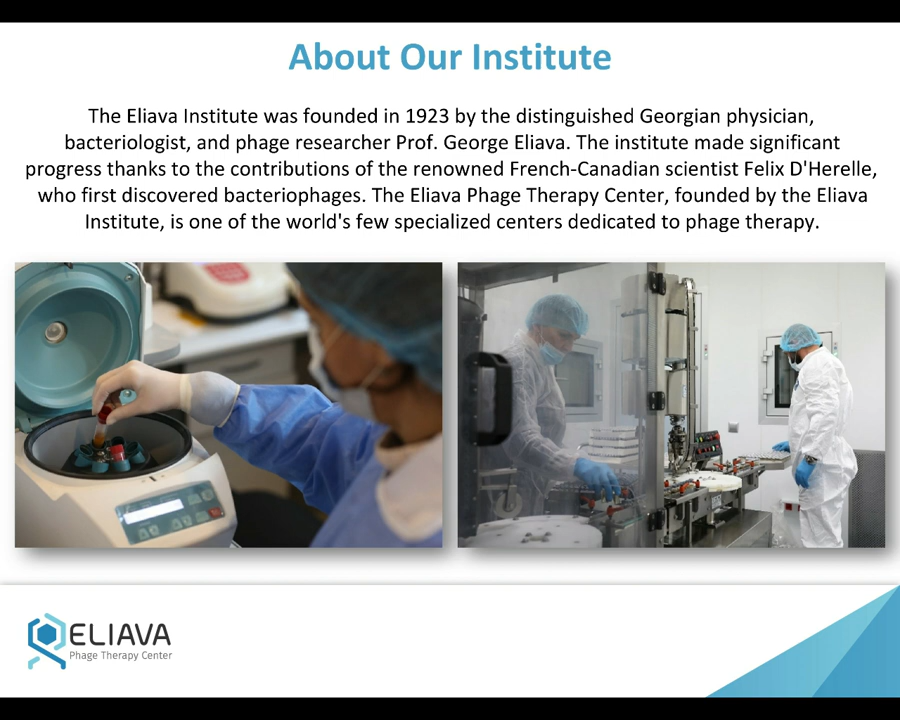 About Our Institute
The Eliava Institute was founded in 1923 by the distinguished Georgian physician,
bacteriologist, and phage researcher Prof. George Eliava. The institute made significant
progress thanks to the contributions of the renowned French-Canadian scientist Felix D'Herelle,
who first discovered bacteriophages. The Eliava Phage Therapy Center, founded by the Eliava
Institute, is one of the world's few specialized centers dedicated to phage therapy.
ELIAVA
Phage Therapy Center